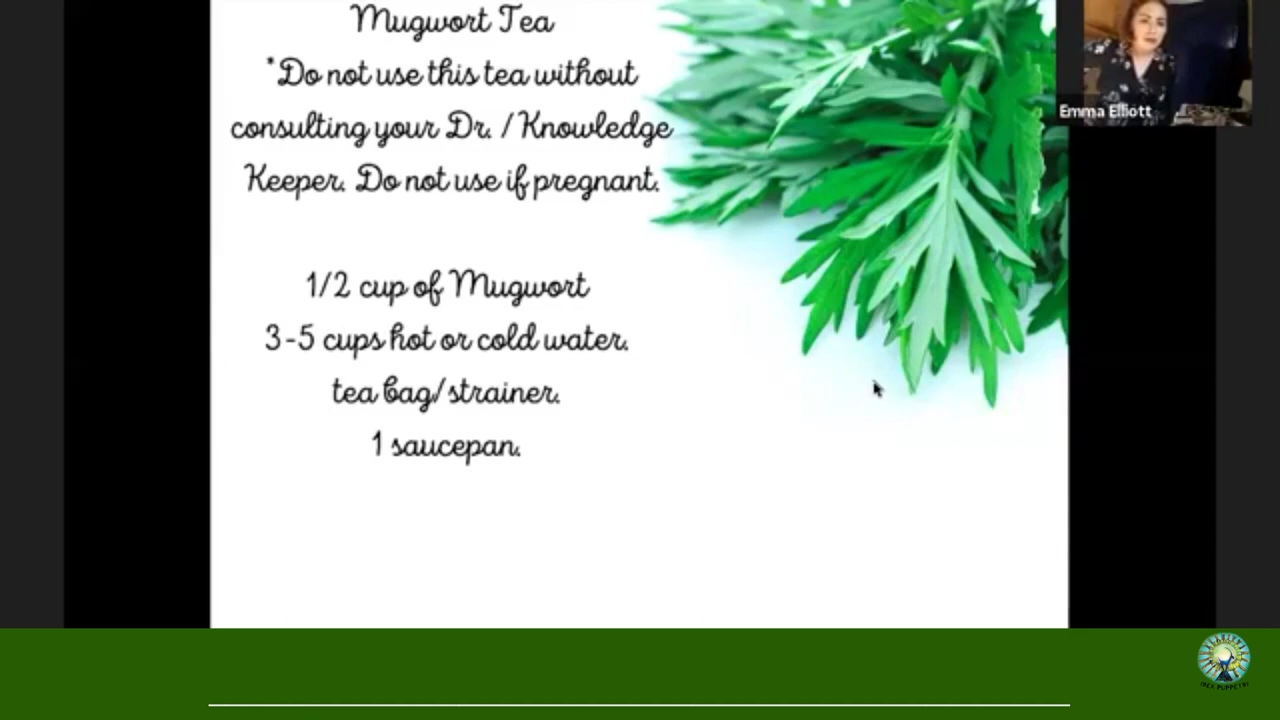 Mugwort Tea
*Do not use this tea without
consulting your Dr. / Knowledge
Keeper. Do not use if pregnant.
1/2 cup of Mugwort
3-5 cups hot or cold water.
tea bag/strainer.
1 saucepan.
Emma Elliott